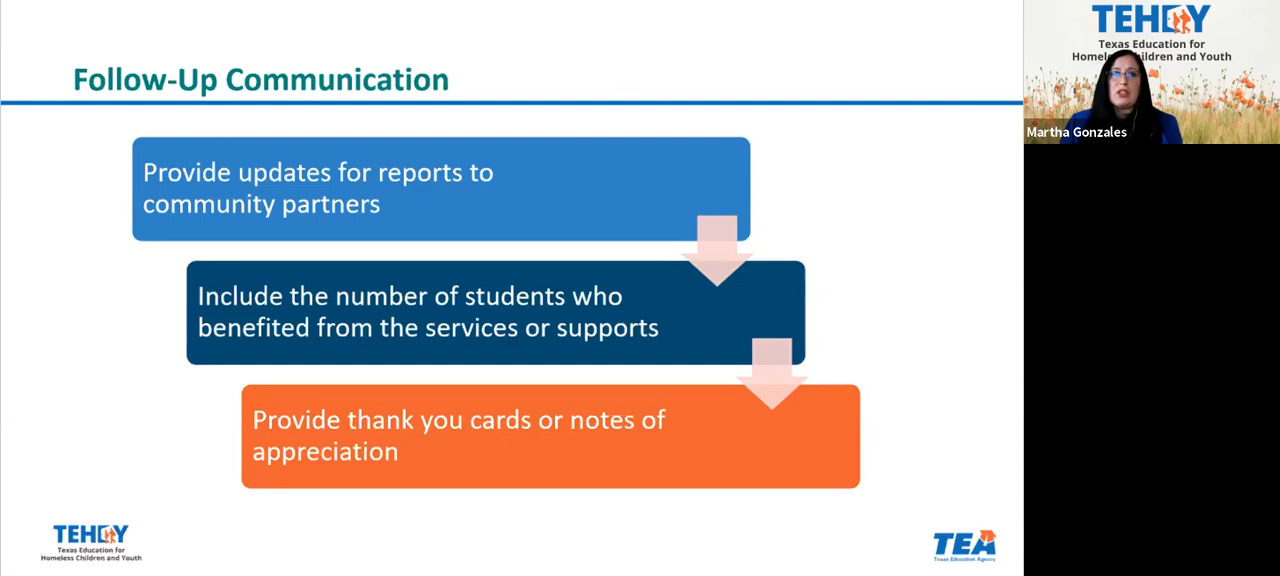 Follow-Up Communication
Provide updates for reports to
community partners
Include the number of students who
benefited from the services or supports
Provide thank you cards or notes of
appreciation
TEHCY
Texas Education for
Homeless Children and Youth
TEA
Texas Education Agency
TEHCY
Texas Education for
Homeless Children and Youth
Martha Gonzales